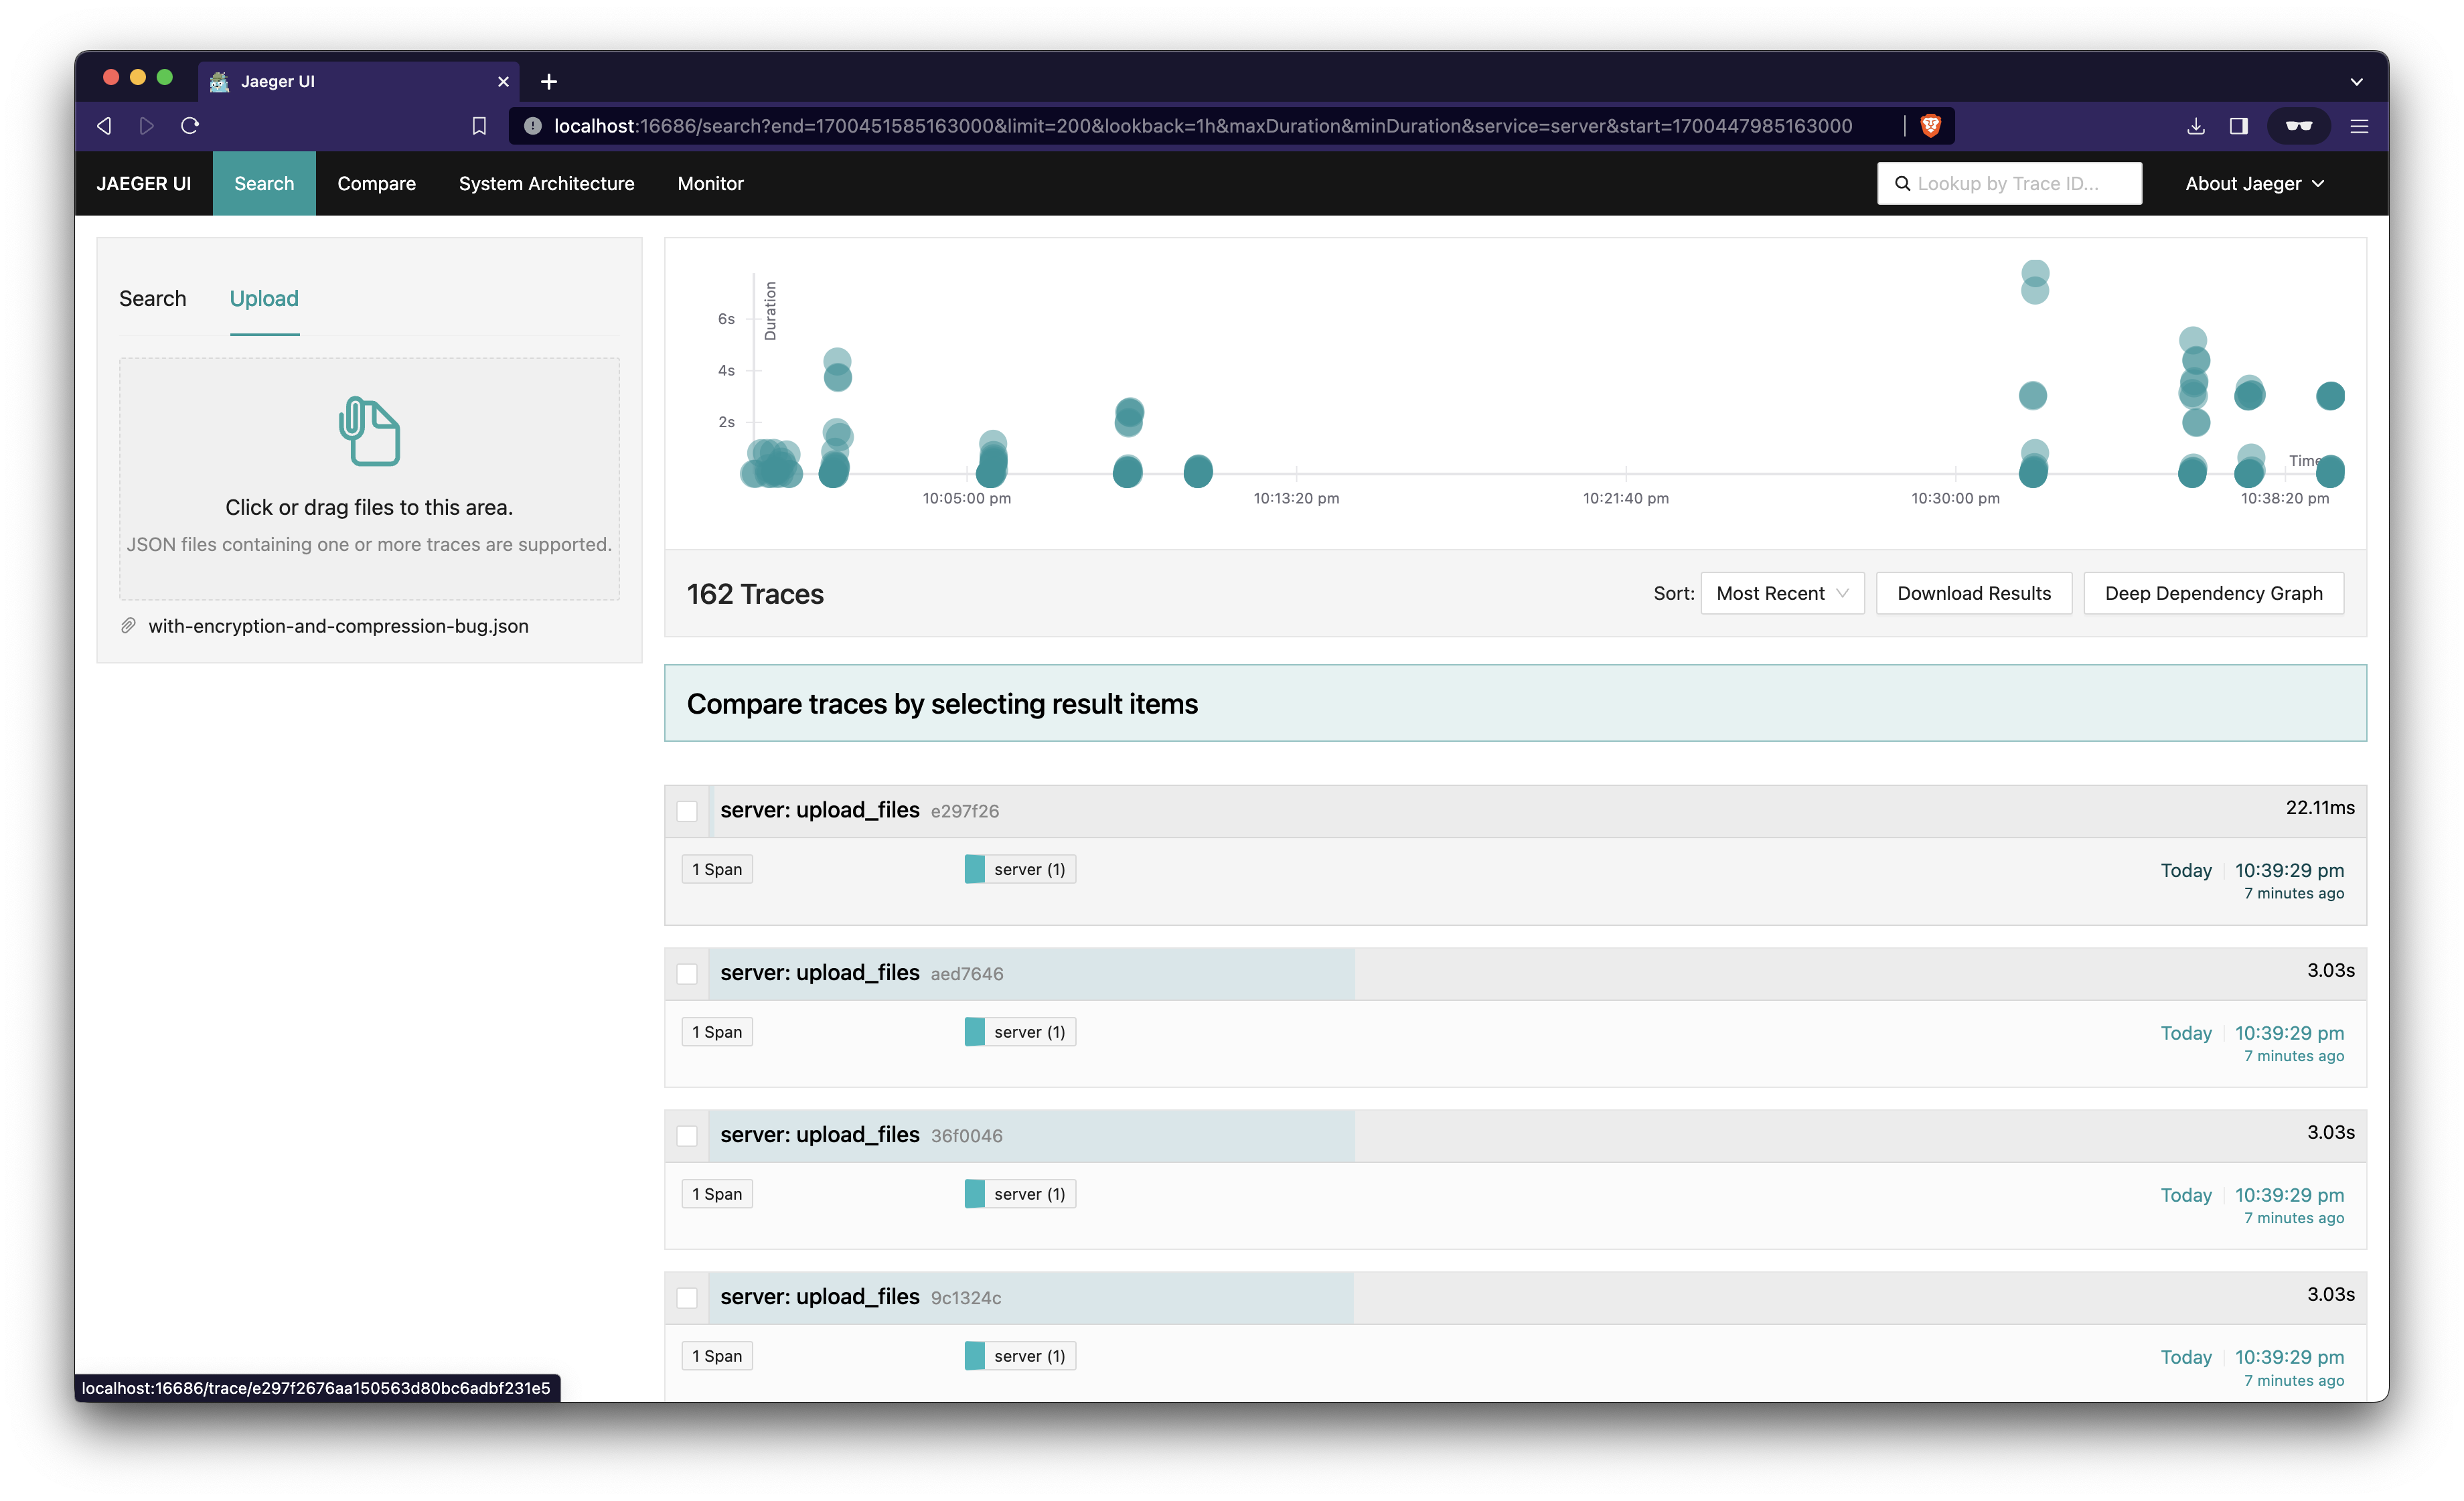 Jaeger UI
localhost:16686/search?end=1700451585163000&limit=200&lookback=1h&maxDuration&minDuration&service=server&start=1700447985163000
JAEGER UI Search Compare System Architecture Monitor Lookup by Trace ID... About Jaeger
Search Upload
Click or drag files to this area.
JSON files containing one or more traces are supported.
with-encryption-and-compression-bug.json
Duration
6s
4s
2s
Time
10:05:00 pm 10:13:20 pm 10:21:40 pm 10:30:00 pm 10:38:20 pm
162 Traces Sort: Most Recent Download Results Deep Dependency Graph
Compare traces by selecting result items
server: upload_files e297f26 22.11ms
1 Span server (1) Today 10:39:29 pm
7 minutes ago
server: upload_files aed7646 3.03s
1 Span server (1) Today 10:39:29 pm
7 minutes ago
server: upload_files 36f0046 3.03s
1 Span server (1) Today 10:39:29 pm
7 minutes ago
server: upload_files 9c1324c 3.03s
1 Span server (1) Today 10:39:29 pm
7 minutes ago
localhost:16686/trace/e297f2676aa150563d80bc6adbf231e5